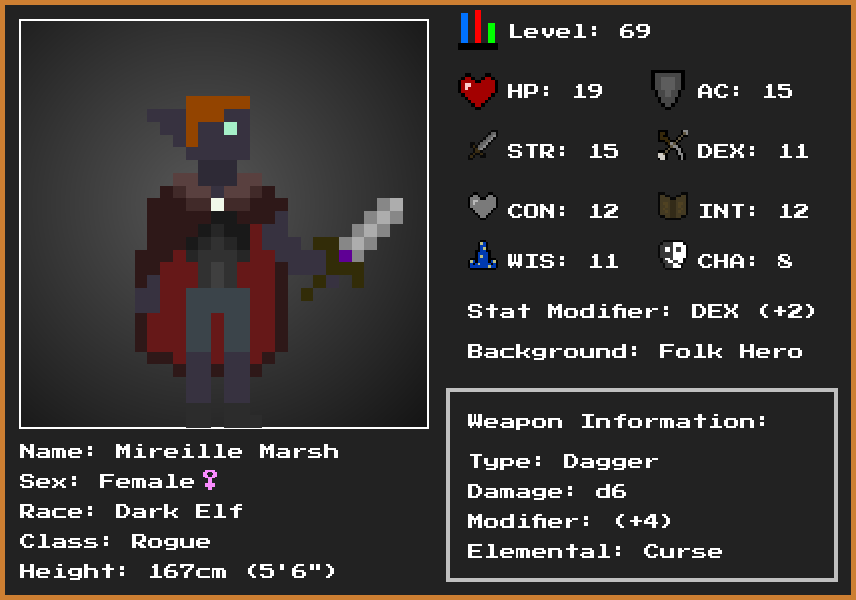 Level: 69
HP: 19 AC: 15
STR: 15 DEX: 11
CON: 12 INT: 12
WIS: 11 CHA: 8
Stat Modifier: DEX (+2)
Background: Folk Hero
Weapon Information:
Type: Dagger
Damage: d6
Modifier: (+4)
Elemental: Curse
Name: Mireille Marsh
Sex: Female♀
Race: Dark Elf
Class: Rogue
Height: 167cm (5'6")